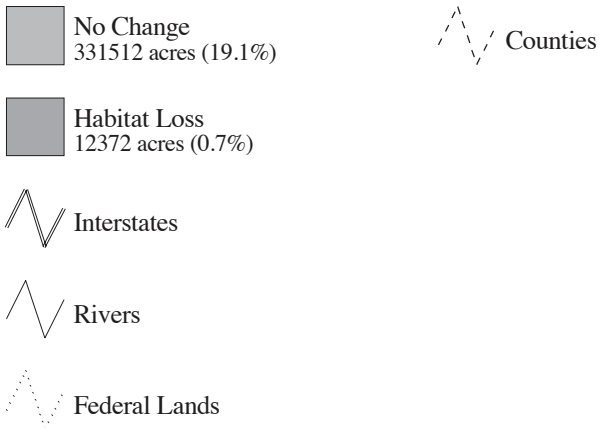 No Change
331512 acres (19.1%)
Habitat Loss
12372 acres (0.7%)
Interstates
Rivers
Federal Lands
Counties